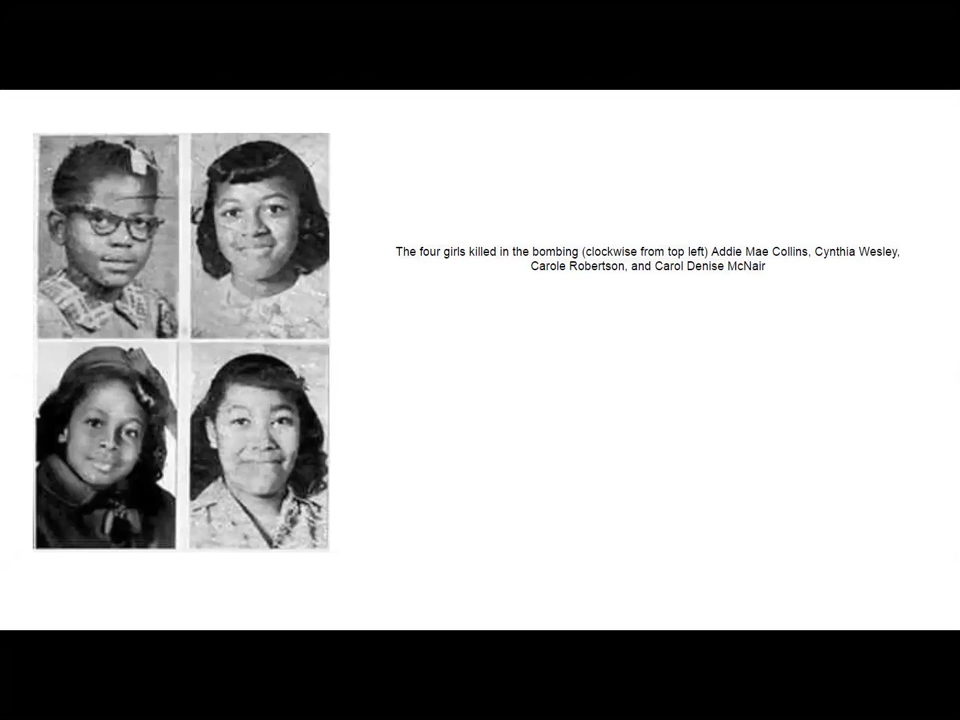 The four girls killed in the bombing (clockwise from top left) Addie Mae Collins, Cynthia Wesley,
Carole Robertson, and Carol Denise McNair